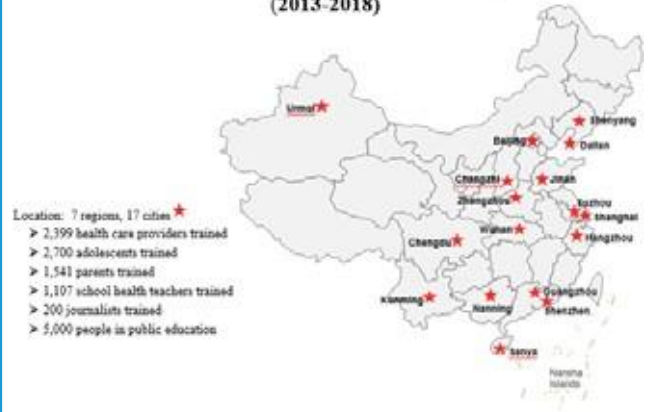 (2013-2018)
Urmqi
Shenyang
Beijing
Dalian
Changzhi
Jinan
Zhengzhou
Suzhou
Shanghai
Location: 7 regions, 17 cities
Wuhan
Hangzhou
➤ 2,399 health care providers trained
Chengdu
➤ 2,700 adolescents trained
➤ 1,541 parents trained
➤ 1,107 school health teachers trained
Kunming
Guangzhou
➤ 200 journalists trained
Nanning
Shenzhen
➤ 5,000 people in public education
Sanya
Nansha
Islands